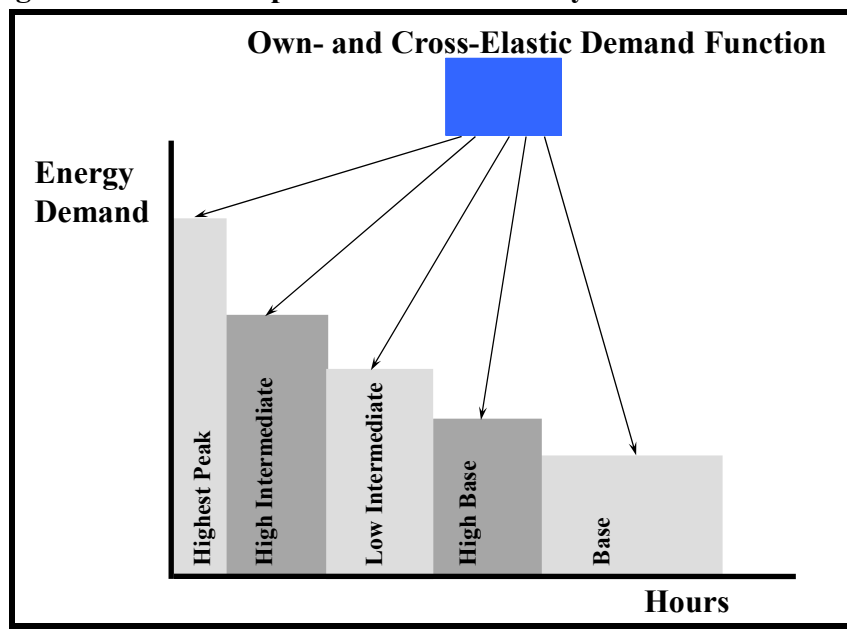 Own- and Cross-Elastic Demand Function
Energy
Demand
Highest Peak
High Intermediate
Low Intermediate
High Base
Base
Hours